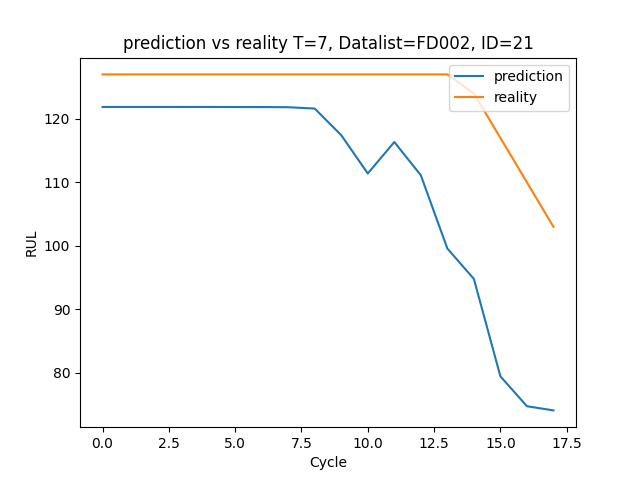 prediction vs reality T=7, Datalist=FD002, ID=21
prediction
reality
120
110
100
90
80
RUL
0.0 2.5 5.0 7.5 10.0 12.5 15.0 17.5
Cycle